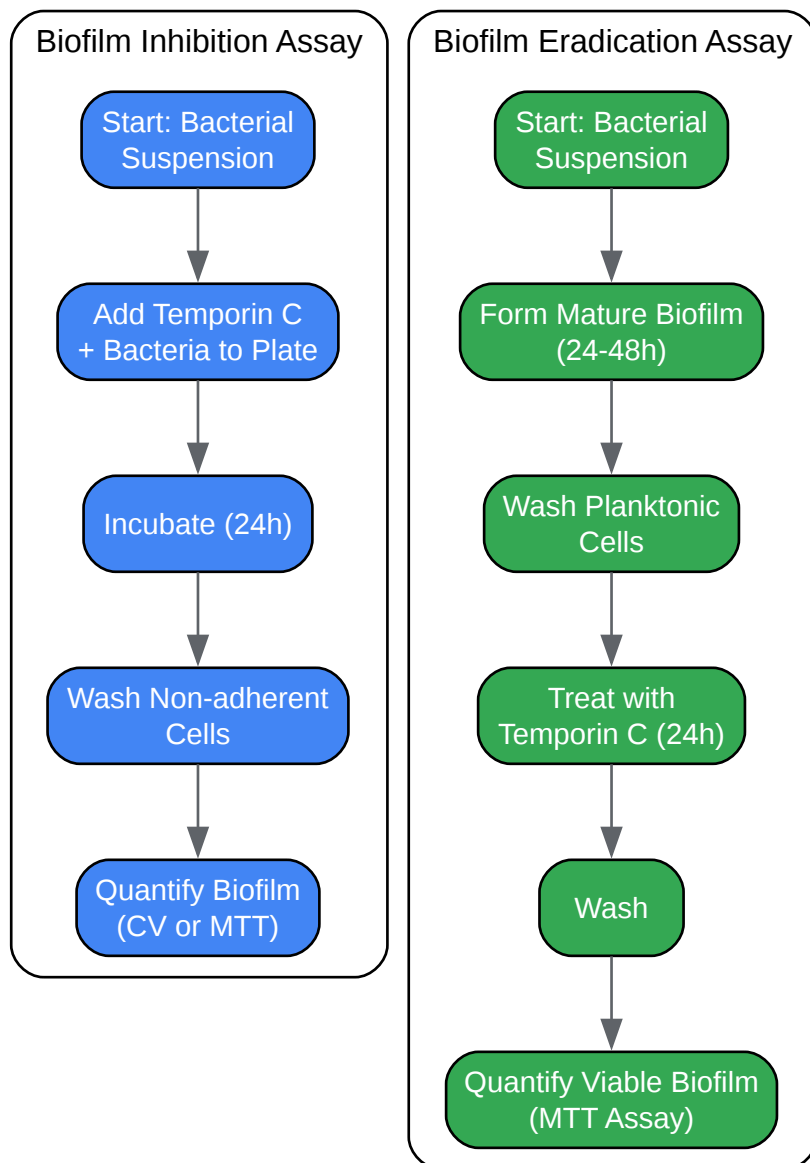 Biofilm Inhibition Assay
Start: Bacterial
Suspension
Add Temporin C
+ Bacteria to Plate
Incubate (24h)
Wash Non-adherent
Cells
Quantify Biofilm
(CV or MTT)
Biofilm Eradication Assay
Start: Bacterial
Suspension
Form Mature Biofilm
(24-48h)
Wash Planktonic
Cells
Treat with
Temporin C (24h)
Wash
Quantify Viable Biofilm
(MTT Assay)